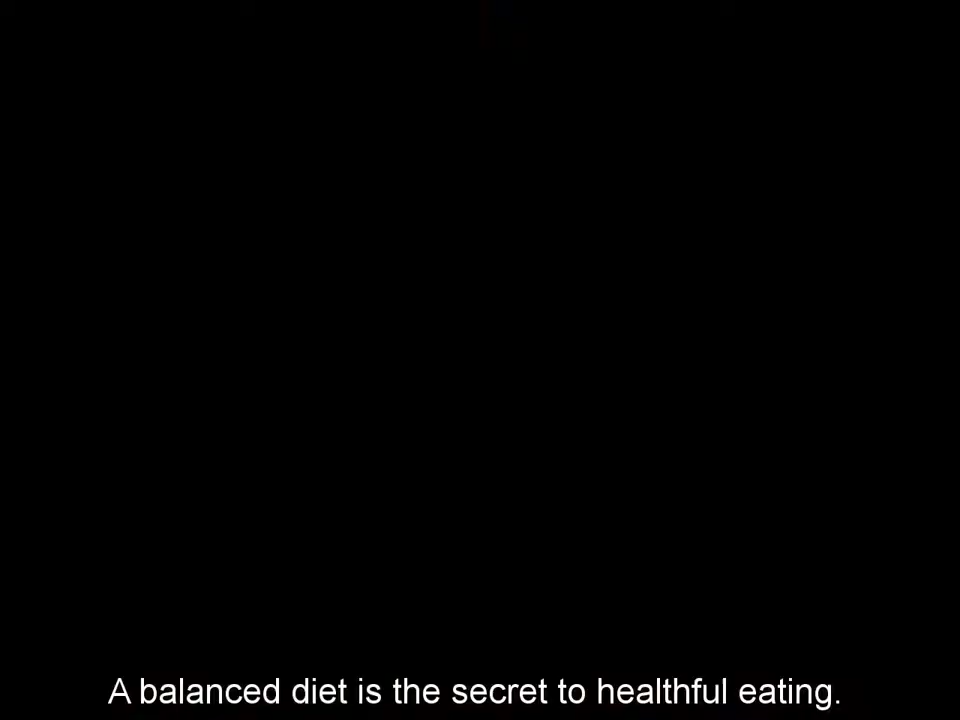 A balanced diet is the secret to healthful eating.